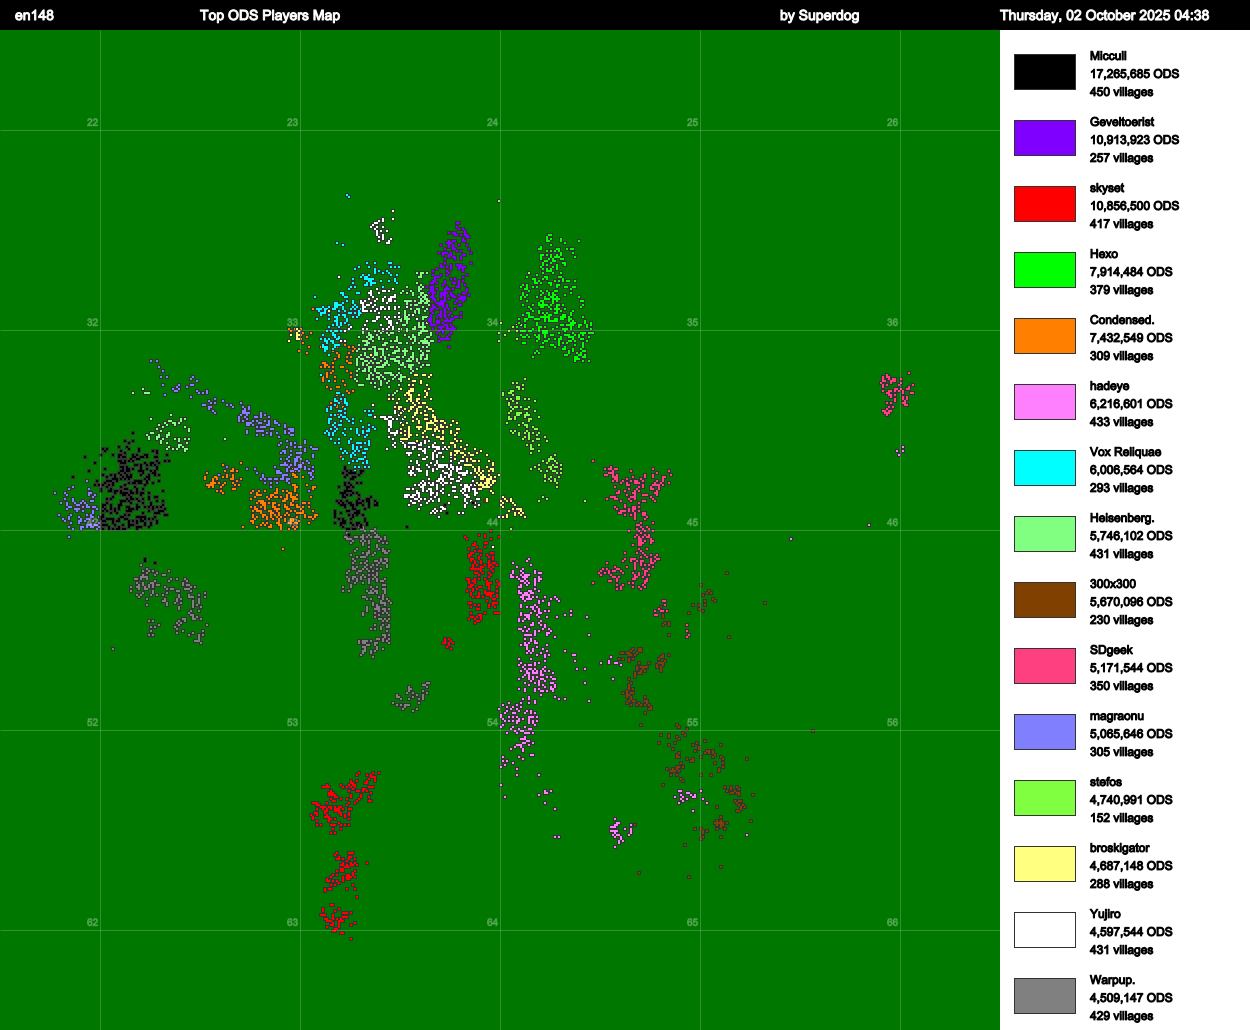 en148 Top ODS Players Map by Superdog Thursday, 02 October 2025 04:38
Miccull
17,265,685 ODS
450 villages
22 23 24 25 26
Geveltoerist
10,913,923 ODS
257 villages
skyset
10,856,500 ODS
417 villages
Hexo
7,914,484 ODS
379 villages
32 33 34 35 36
Condensed.
7,432,549 ODS
309 villages
hadeye
6,216,601 ODS
433 villages
Vox Reliquae
6,006,564 ODS
293 villages
Heisenberg.
5,746,102 ODS
431 villages
42 43 44 45 46
300x300
5,670,096 ODS
230 villages
SDgeek
5,171,544 ODS
350 villages
magraonu
5,065,646 ODS
305 villages
52 53 54 55 56
stefos
4,740,991 ODS
152 villages
broskigator
4,687,148 ODS
288 villages
Yujiro
4,597,544 ODS
431 villages
62 63 64 65 66
Warpup.
4,509,147 ODS
429 villages